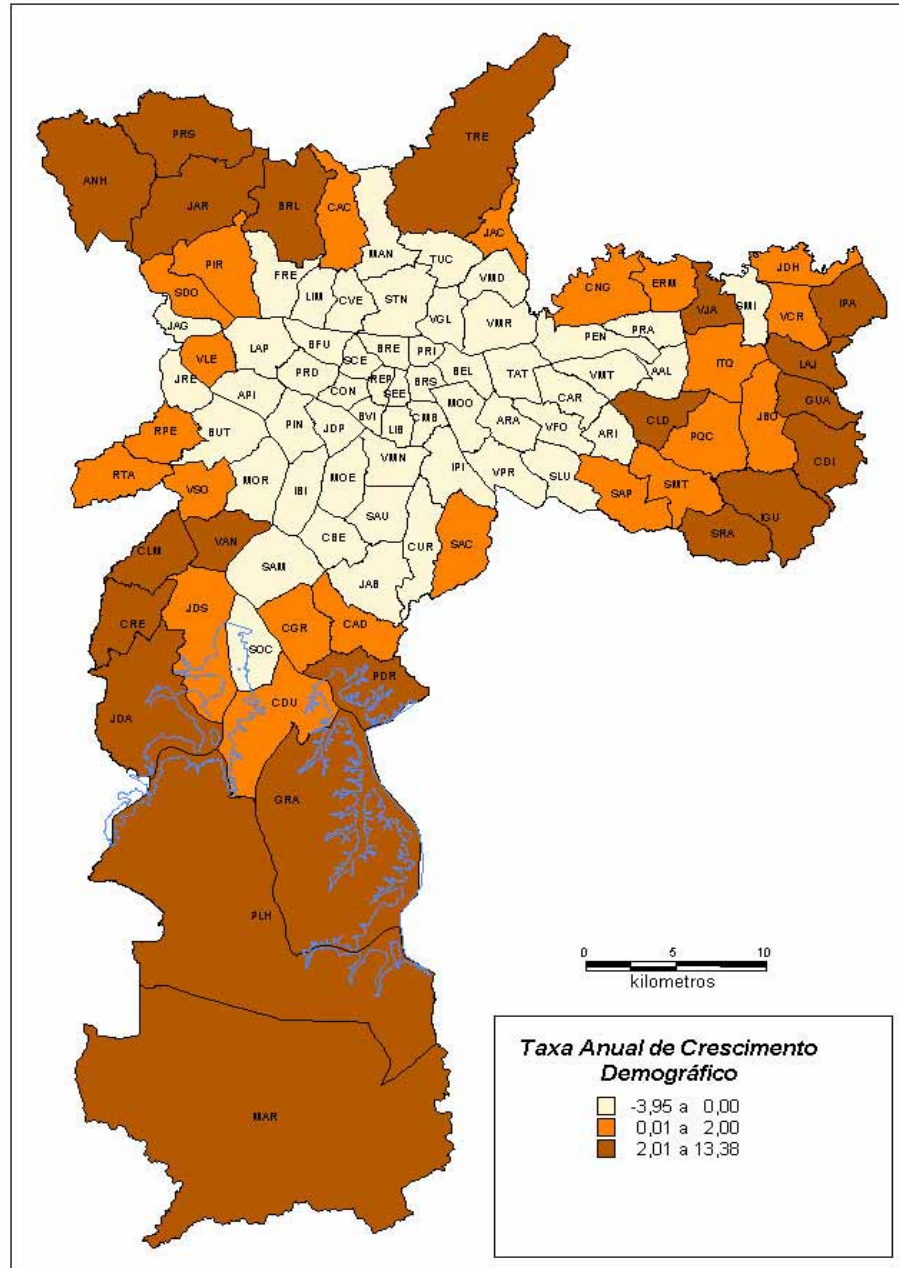 TRE
PRS
ANH
JAR
BRL
CAC
JAC
MAN
TUC
PIR
FRE
VMD
JDH
SDO
LIM
CVE
STN
CNG
ERM
VJA
SMI
VCR
IPA
JAG
VGL
VMR
PEN
PRA
LAP
BFU
SCE
BRE
PRI
VLE
BEL
TAT
VMT
AAL
ITQ
LAJ
JRE
PRD
CON
REP
SEE
BRS
API
MOO
CAR
GUA
BVI
LIB
CMB
ARA
VFO
ARI
CLD
JBO
RPE
BUT
PIN
JDP
PQC
CDI
VMN
IPI
VPR
SLU
RTA
VSO
MOR
IBI
MOE
SAP
SMT
IGU
SAU
SRA
CLM
VAN
CBE
CUR
SAC
SAM
JAB
CRE
JDS
CGR
CAD
SOC
PDR
JDA
CDU
GRA
PLH
MAR
0 5 10
kilometros
Taxa Anual de Crescimento
Demográfico
-3,95 a 0,00
0,01 a 2,00
2,01 a 13,38